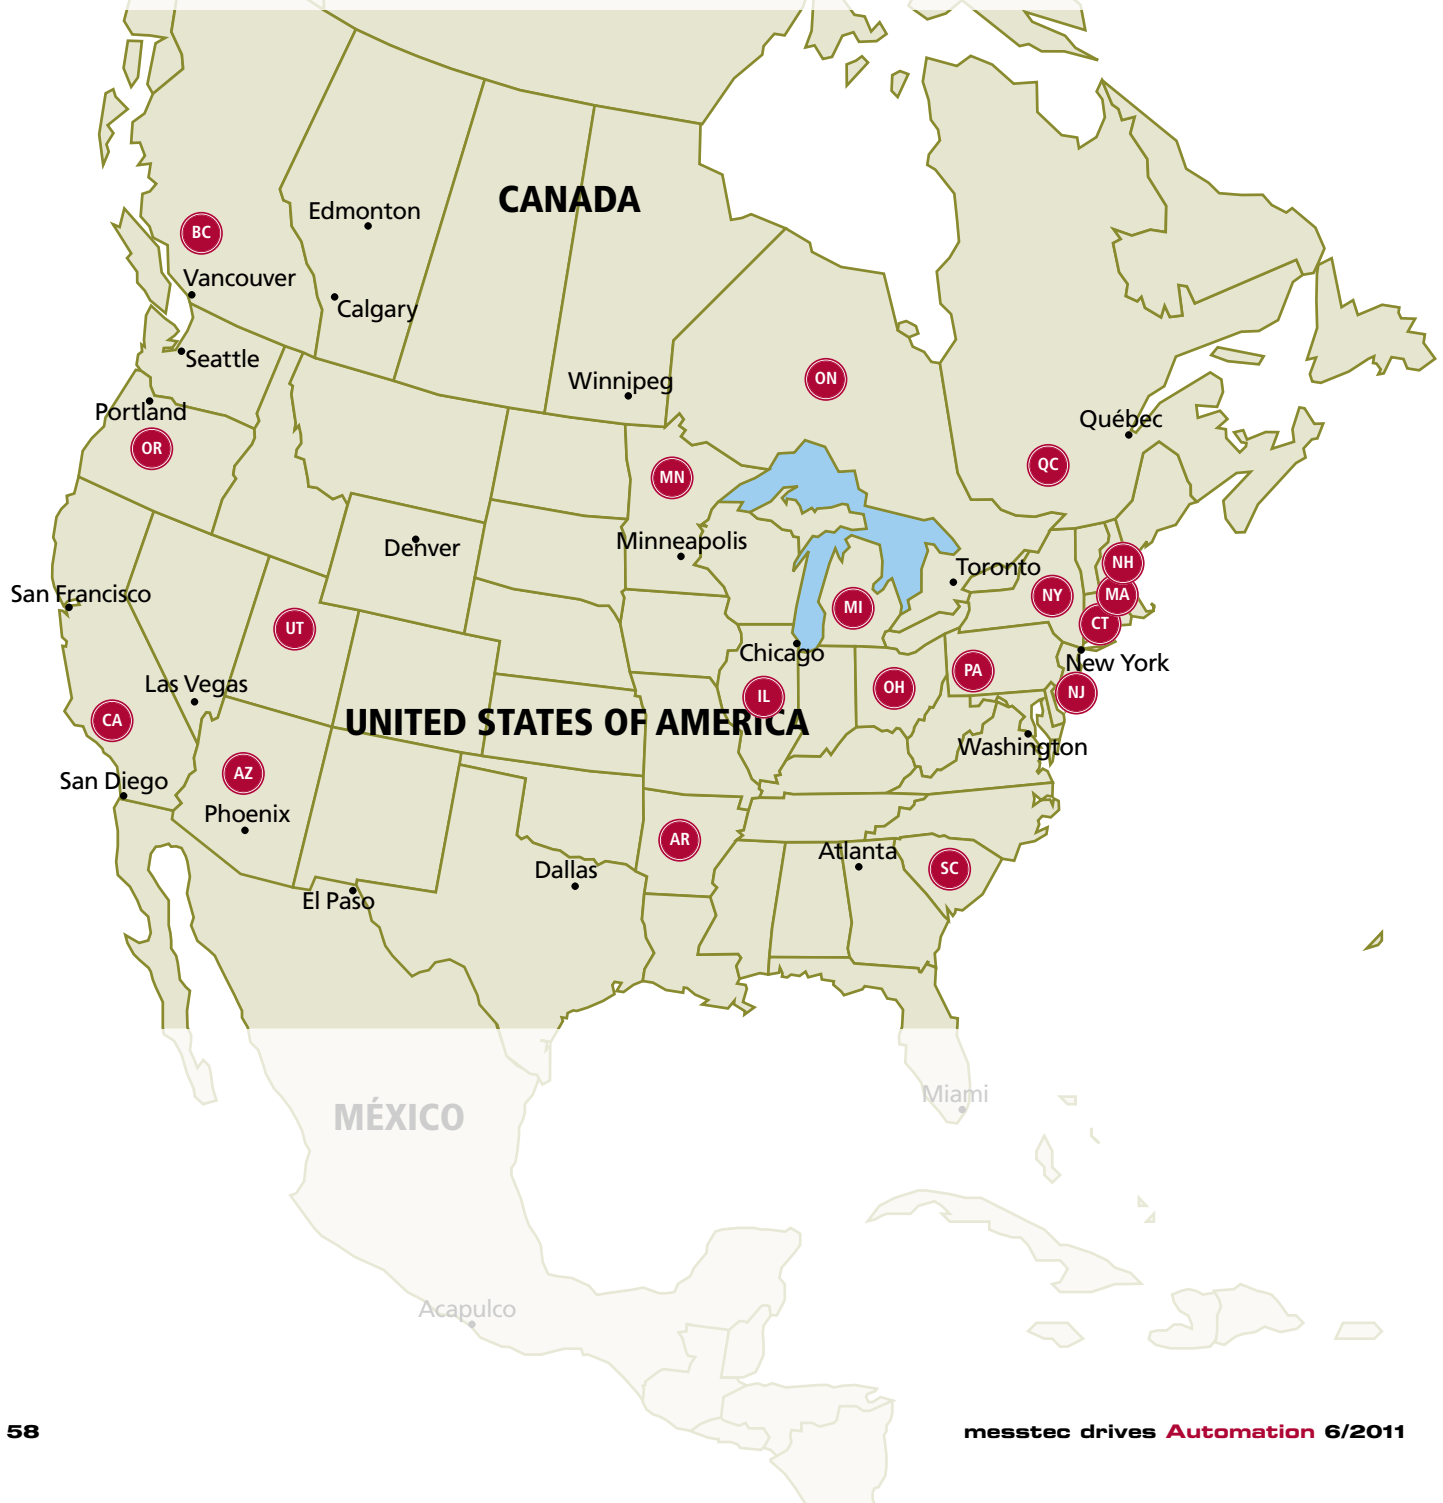 CANADA
Edmonton
BC
Vancouver
Calgary
Seattle
Winnipeg
ON
Portland
Québec
OR
QC
MN
Minneapolis
Denver
Toronto
NH
San Francisco
NY
MA
MI
CT
UT
Chicago
New York
PA
Las Vegas
OH
NJ
IL
CA
UNITED STATES OF AMERICA
Washington
AZ
San Diego
Phoenix
AR
Atlanta
SC
Dallas
El Paso
Miami
MÉXICO
Acapulco
58
messtec drives Automation 6/2011